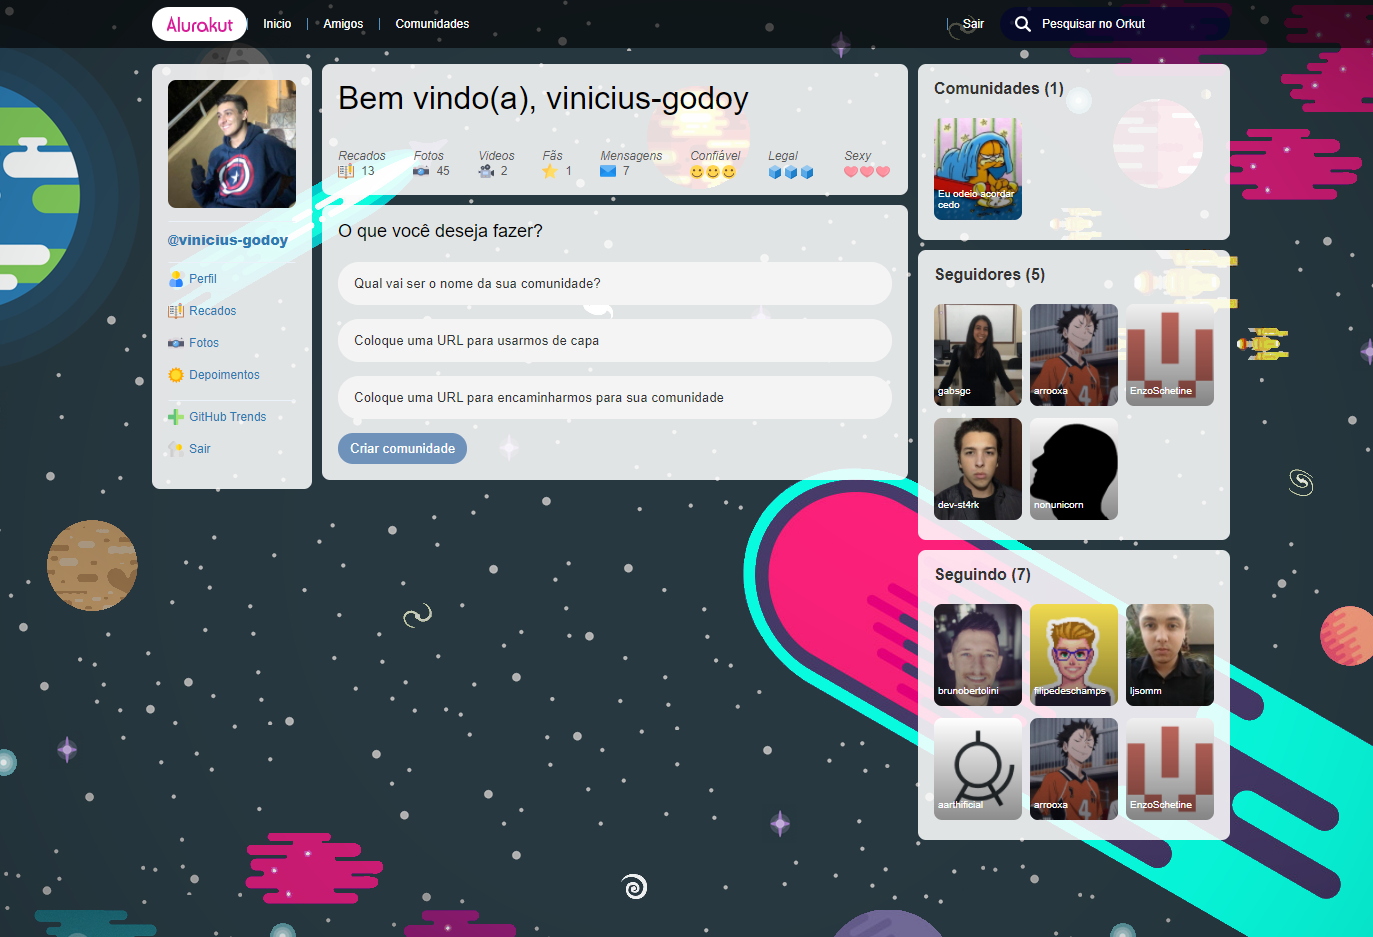 Alurakut
Inicio
Amigos
Comunidades
Sair
Pesquisar no Orkut
@vinicius-godoy
Perfil
Recados
Fotos
Depoimentos
GitHub Trends
Sair
Bem vindo(a), vinicius-godoy
Recados Fotos Videos Fãs Mensagens Confiável Legal Sexy
13 45 2 1 7
O que você deseja fazer?
Qual vai ser o nome da sua comunidade?
Coloque uma URL para usarmos de capa
Coloque uma URL para encaminharmos para sua comunidade
Criar comunidade
Comunidades (1)
Eu odeio acordar
cedo
Seguidores (5)
gabsgc arrooxa EnzoSchetine
dev-st4rk nonunicorn
Seguindo (7)
brunobertolini filipedeschamps ljsomm
aarthificial arrooxa EnzoSchetine